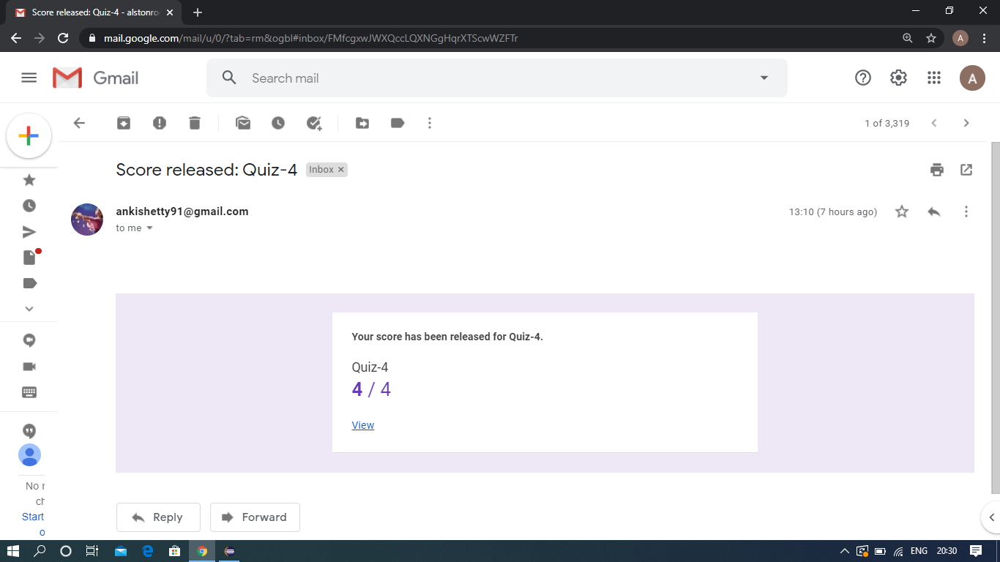 Score released: Quiz-4 - alstonro
mail.google.com/mail/u/0/?tab=rm&ogbl#inbox/FMfcgxwJWXQccLQXNGgHqrXTScwWZFTr
A
Gmail
Search mail
A
1 of 3,319
Score released: Quiz-4
Inbox ×
ankishetty91@gmail.com
13:10 (7 hours ago)
to me
Your score has been released for Quiz-4.
Quiz-4
4 / 4
View
No r
ch
Start
o
Reply
Forward
ENG
20:30